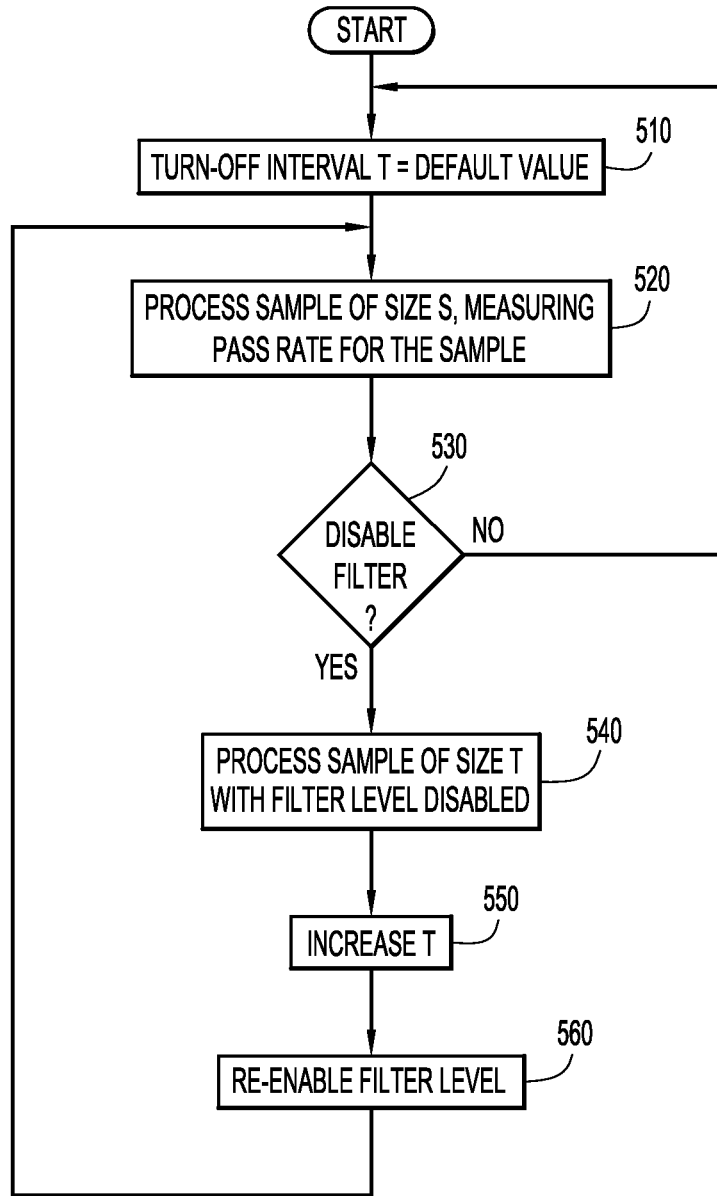 START
510
TURN-OFF INTERVAL T = DEFAULT VALUE
520
PROCESS SAMPLE OF SIZE S, MEASURING
PASS RATE FOR THE SAMPLE
530
DISABLE
FILTER
?
NO
YES
540
PROCESS SAMPLE OF SIZE T
WITH FILTER LEVEL DISABLED
550
INCREASE T
560
RE-ENABLE FILTER LEVEL